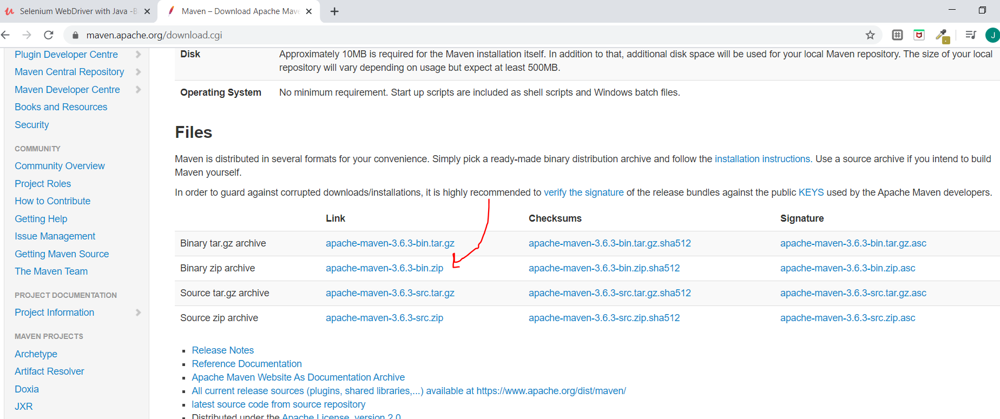 Selenium WebDriver with Java -B
Maven – Download Apache Mave
maven.apache.org/download.cgi
J
Plugin Developer Centre
Maven Central Repository
Maven Developer Centre
Books and Resources
Security
COMMUNITY
Community Overview
Project Roles
How to Contribute
Getting Help
Issue Management
Getting Maven Source
The Maven Team
PROJECT DOCUMENTATION
Project Information
MAVEN PROJECTS
Archetype
Artifact Resolver
Doxia
JXR
Disk Approximately 10MB is required for the Maven installation itself. In addition to that, additional disk space will be used for your local Maven repository. The size of your local
repository will vary depending on usage but expect at least 500MB.
Operating System No minimum requirement. Start up scripts are included as shell scripts and Windows batch files.
Files
Maven is distributed in several formats for your convenience. Simply pick a ready-made binary distribution archive and follow the installation instructions. Use a source archive if you intend to build
Maven yourself.
In order to guard against corrupted downloads/installations, it is highly recommended to verify the signature of the release bundles against the public KEYS used by the Apache Maven developers.
Link Checksums Signature
Binary tar.gz archive apache-maven-3.6.3-bin.tar.gz apache-maven-3.6.3-bin.tar.gz.sha512 apache-maven-3.6.3-bin.tar.gz.asc
Binary zip archive apache-maven-3.6.3-bin.zip apache-maven-3.6.3-bin.zip.sha512 apache-maven-3.6.3-bin.zip.asc
Source tar.gz archive apache-maven-3.6.3-src.tar.gz apache-maven-3.6.3-src.tar.gz.sha512 apache-maven-3.6.3-src.tar.gz.asc
Source zip archive apache-maven-3.6.3-src.zip apache-maven-3.6.3-src.zip.sha512 apache-maven-3.6.3-src.zip.asc
Release Notes
Reference Documentation
Apache Maven Website As Documentation Archive
All current release sources (plugins, shared libraries,...) available at https://www.apache.org/dist/maven/
latest source code from source repository
Distributed under the Apache License, version 2.0